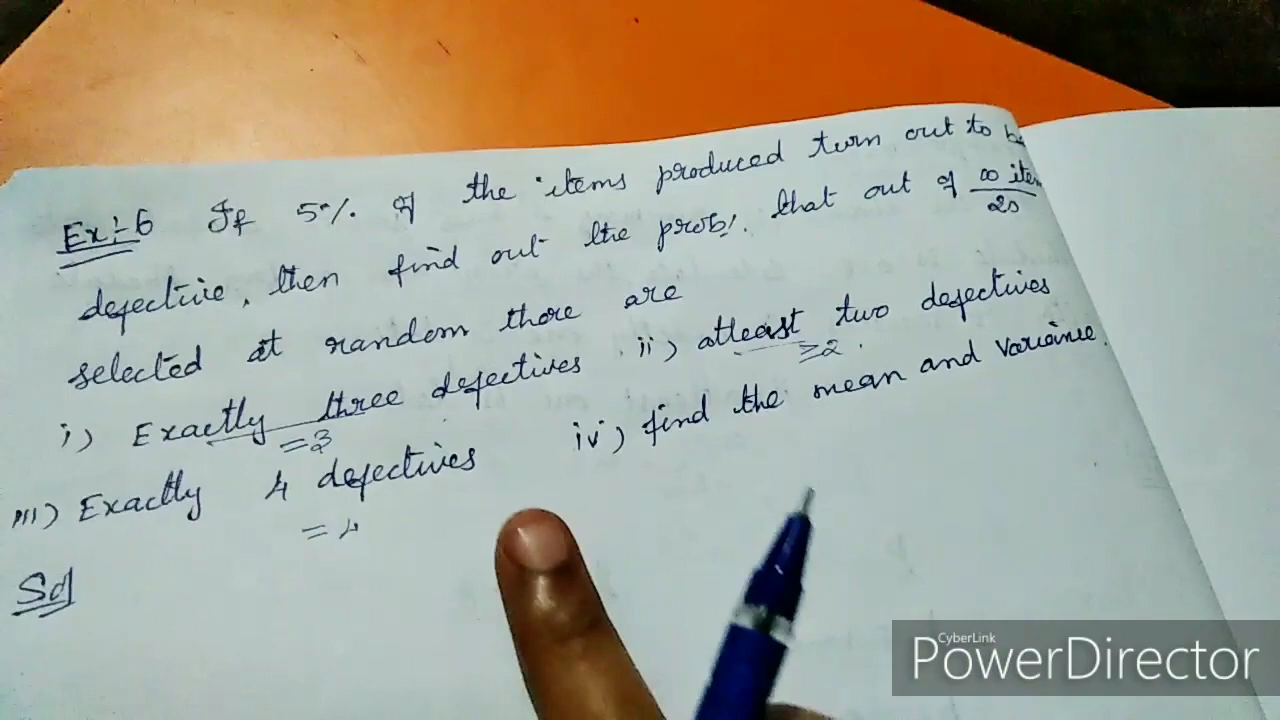 Ex:- 6 If 5% of the items produced turn out to be
defective, then find out the prob/. that out of 20 items
20
selected at random there are
i) Exactly three defectives ii) atleast two defectives
=3 ≥2
iii) Exactly 4 defectives iv) find the mean and variance.
= 4
Sol
CyberLink
PowerDirector